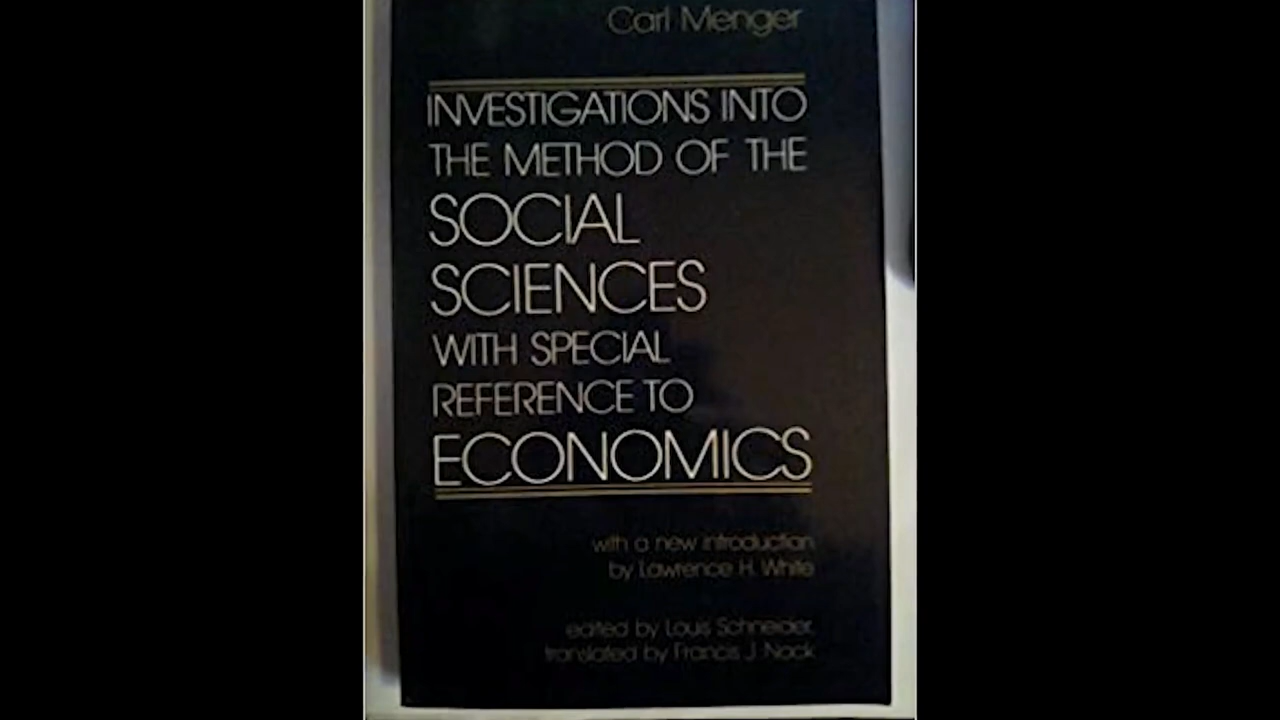 Carl Menger
INVESTIGATIONS INTO
THE METHOD OF THE
SOCIAL
SCIENCES
WITH SPECIAL
REFERENCE TO
ECONOMICS
with a new introduction
by Lawrence H. White
edited by Louis Schneider,
translated by Francis J. Nock